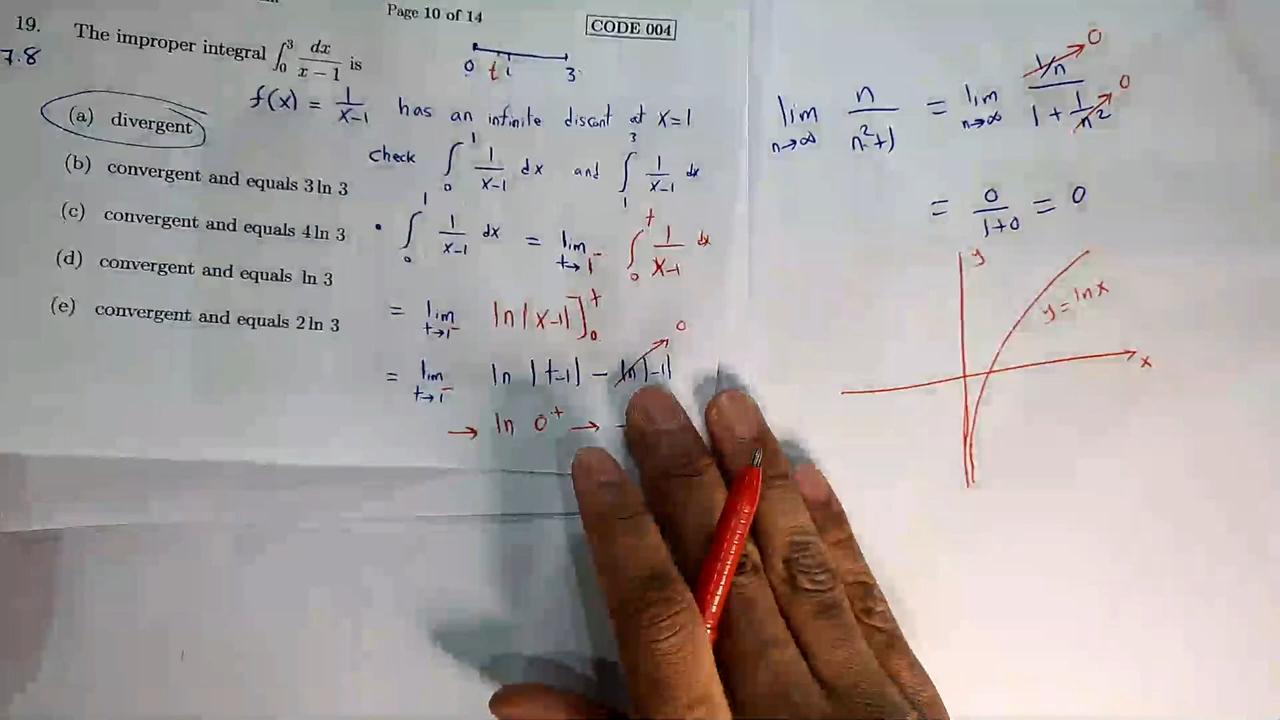 Page 10 of 14
CODE 004
19. The improper integral ∫₀³ dx/(x − 1) is
7.8
0 t 1 3
f(x) = 1/(x-1) has an infinite discont at x=1
(a) divergent
(b) convergent and equals 3 ln 3
(c) convergent and equals 4 ln 3
(d) convergent and equals ln 3
(e) convergent and equals 2 ln 3
check ∫₀¹ 1/(x-1) dx and ∫₁³ 1/(x-1) dx
• ∫₀¹ 1/(x-1) dx = lim t→1⁻ ∫₀ᵗ 1/(x-1) dx
= lim t→1⁻ ln|x-1|]₀ᵗ
= lim t→1⁻ ln|t-1| - ln|-1| 0
→ ln 0⁺ → -
lim n→∞ n/(n²+1) = lim n→∞ (1/n)/(1 + 1/n²) 0 0
= 0/(1+0) = 0
y
y = ln x
x